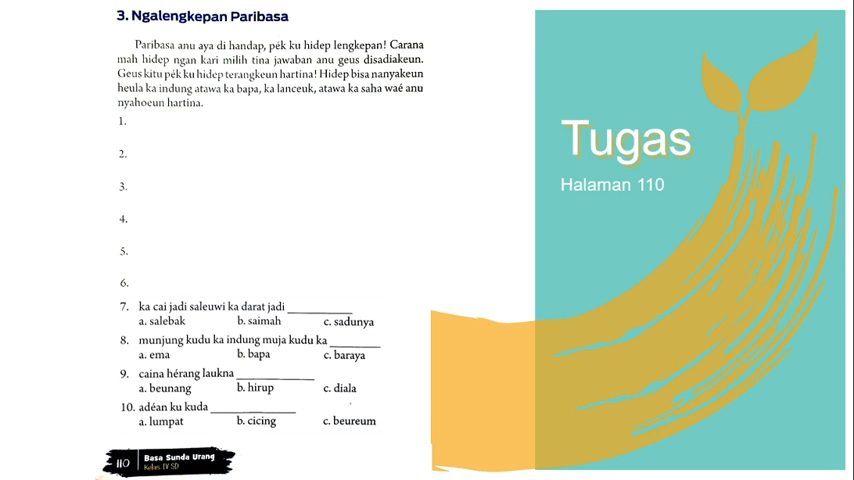 3. Ngalengkepan Paribasa
Paribasa anu aya di handap, pék ku hidep lengkepan! Carana
mah hidep ngan kari milih tina jawaban anu geus disadiakeun.
Geus kitu pék ku hidep terangkeun hartina! Hidep bisa nanyakeun
heula ka indung atawa ka bapa, ka lanceuk, atawa ka saha waé anu
nyahoeun hartina.
1.
2.
3.
4.
5.
6.
7. ka cai jadi saleuwi ka darat jadi ____________
a. salebak b. saimah c. sadunya
8. munjung kudu ka indung muja kudu ka _________
a. ema b. bapa c. baraya
9. caina hérang laukna ______________
a. beunang b. hirup c. diala
10. adéan ku kuda _______________
a. lumpat b. cicing c. beureum
110 Basa Sunda Urang
Kelas IV SD
Tugas
Halaman 110